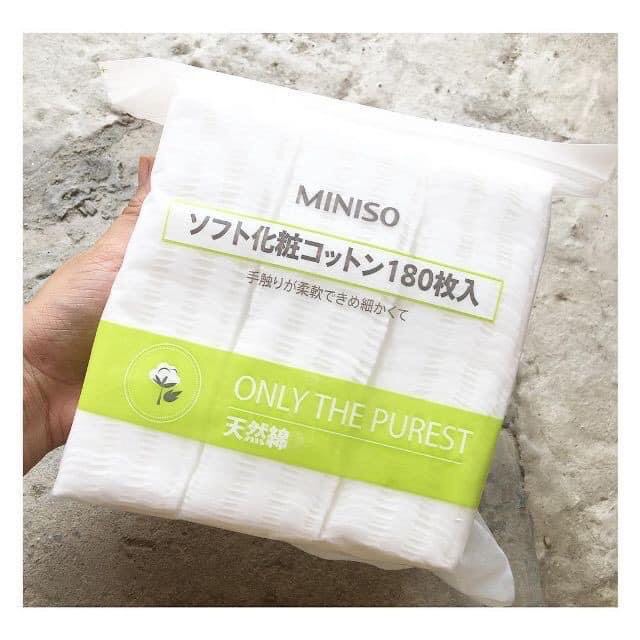 MINISO
ソフト化粧コットン180枚入
手触りが柔軟できめ細かくて
ONLY THE PUREST
天然綿